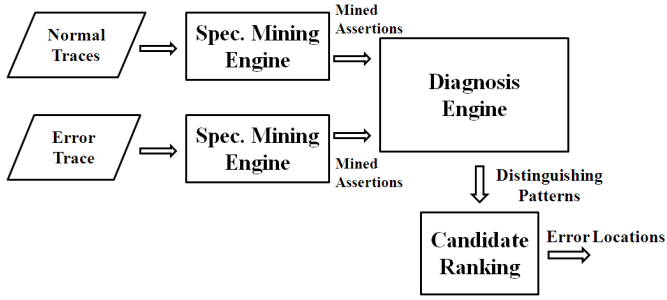 Normal
Traces
Spec. Mining
Engine
Mined
Assertions
Diagnosis
Engine
Error
Trace
Spec. Mining
Engine
Mined
Assertions
Distinguishing
Patterns
Candidate
Ranking
Error Locations